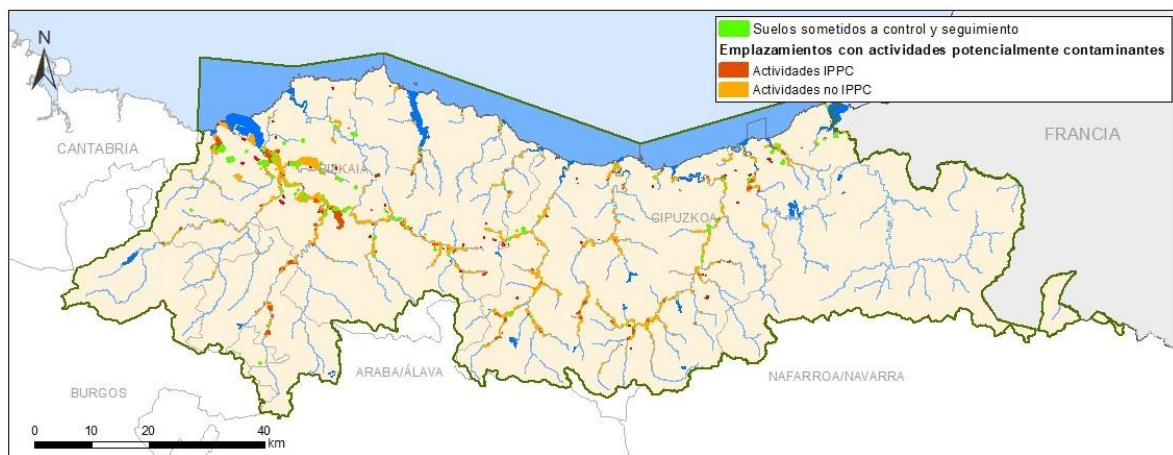 Suelos sometidos a control y seguimiento
Emplazamientos con actividades potencialmente contaminantes
Actividades IPPC
Actividades no IPPC
N
FRANCIA
CANTABRIA
BIZKAIA
GIPUZKOA
ARABA/ÁLAVA
NAFARROA/NAVARRA
BURGOS
0 10 20 40
km